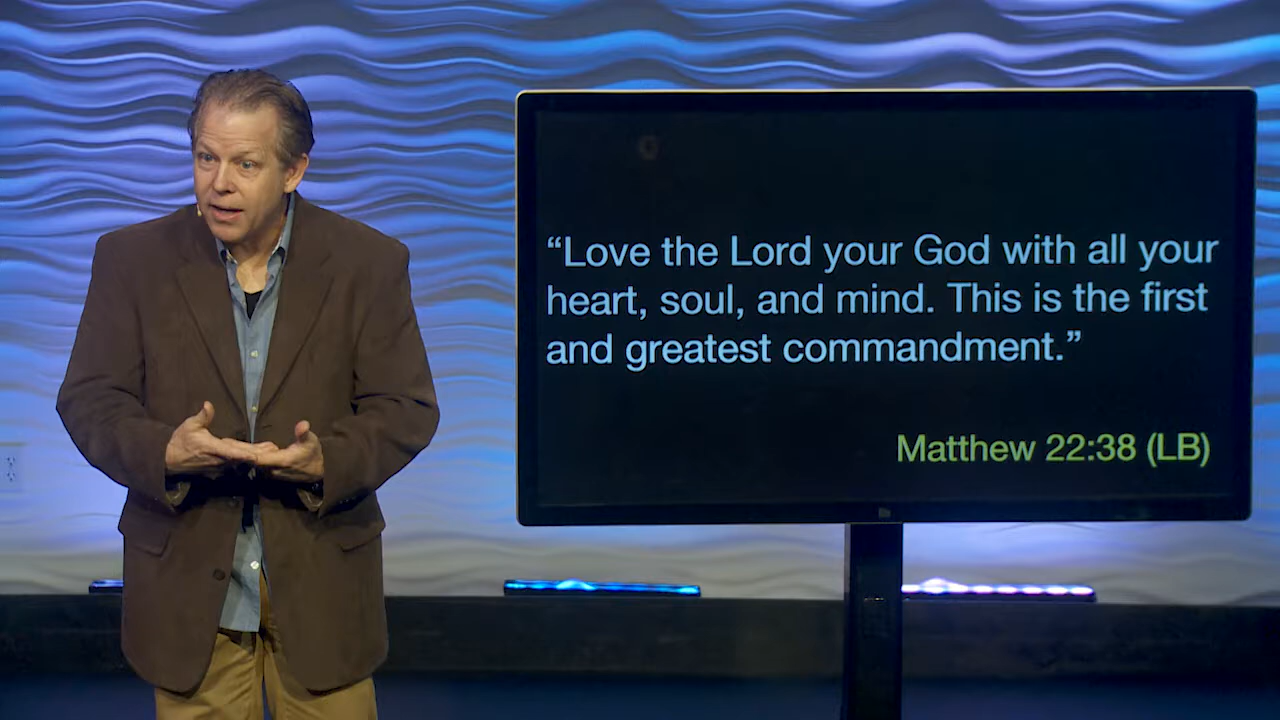 “Love the Lord your God with all your
heart, soul, and mind. This is the first
and greatest commandment.”
Matthew 22:38 (LB)